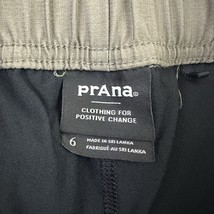 prAna®
CLOTHING FOR
POSITIVE CHANGE
6
MADE IN SRI LANKA
FABRIQUÉ AU SRI LANKA